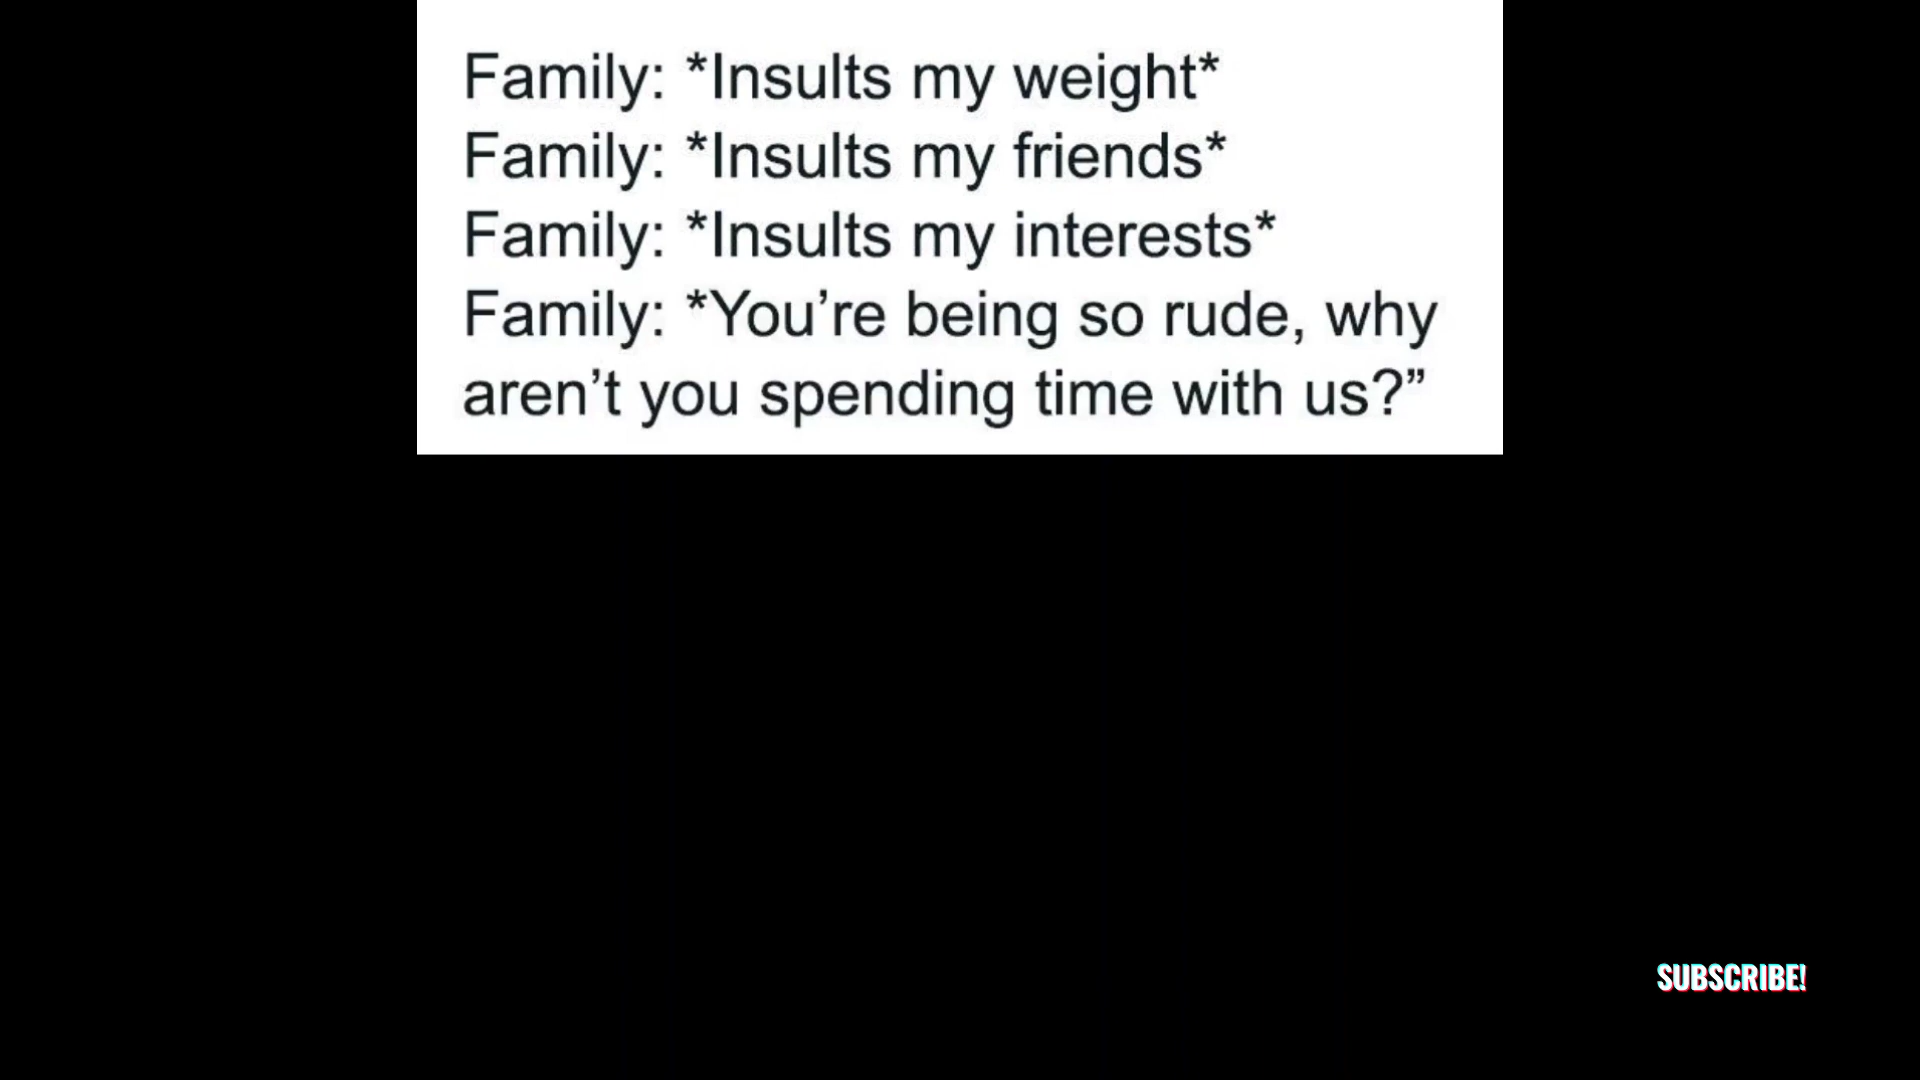 Family: *Insults my weight*
Family: *Insults my friends*
Family: *Insults my interests*
Family: *You’re being so rude, why
aren’t you spending time with us?”
SUBSCRIBE!